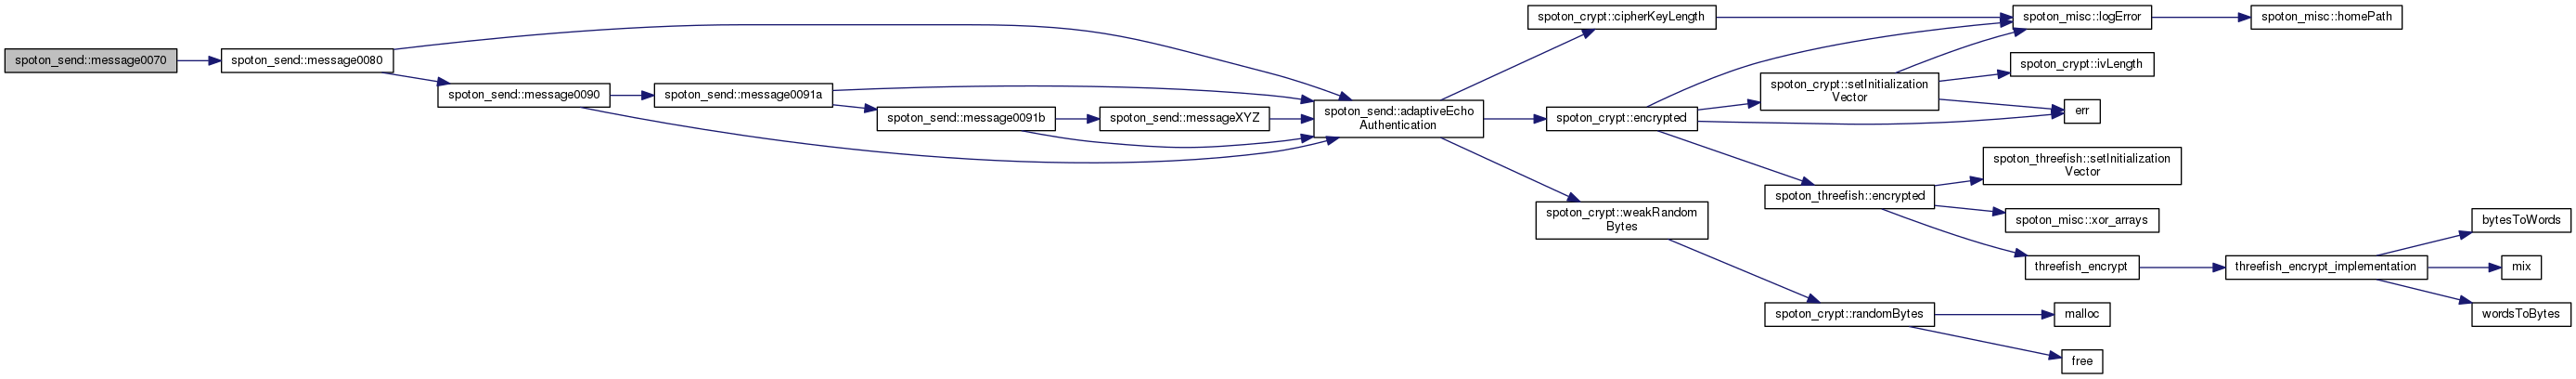 spoton_send::message0070
spoton_send::message0080
spoton_send::message0090
spoton_send::message0091a
spoton_send::message0091b
spoton_send::messageXYZ
spoton_send::adaptiveEcho
Authentication
spoton_crypt::cipherKeyLength
spoton_crypt::encrypted
spoton_crypt::weakRandom
Bytes
spoton_misc::logError
spoton_misc::homePath
spoton_crypt::setInitialization
Vector
spoton_crypt::ivLength
err
spoton_threefish::encrypted
spoton_threefish::setInitialization
Vector
spoton_misc::xor_arrays
threefish_encrypt
threefish_encrypt_implementation
bytesToWords
mix
wordsToBytes
spoton_crypt::randomBytes
malloc
free